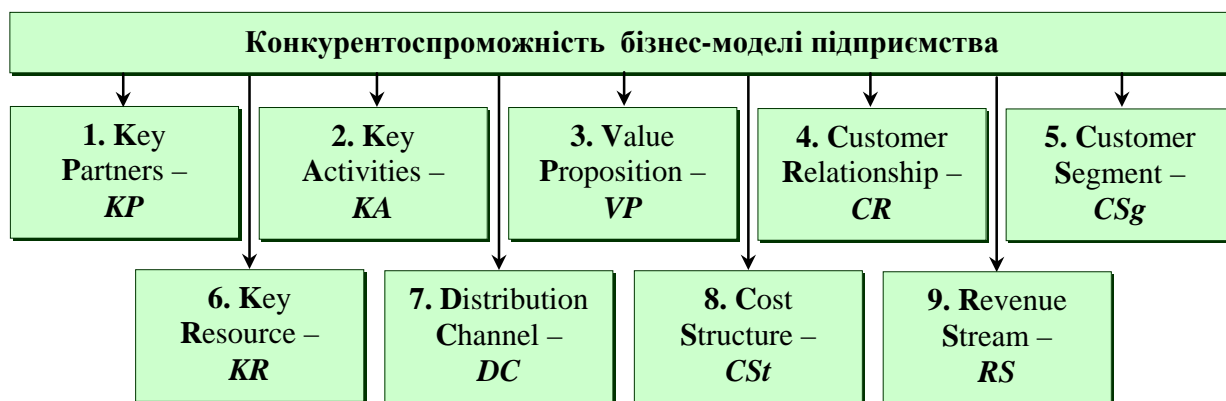 Конкурентоспроможність бізнес-моделі підприємства
1. Key
Partners –
KP
2. Key
Activities –
KA
3. Value
Proposition –
VP
4. Customer
Relationship –
CR
5. Customer
Segment –
CSg
6. Key
Resource –
KR
7. Distribution
Channel –
DC
8. Cost
Structure –
CSt
9. Revenue
Stream –
RS